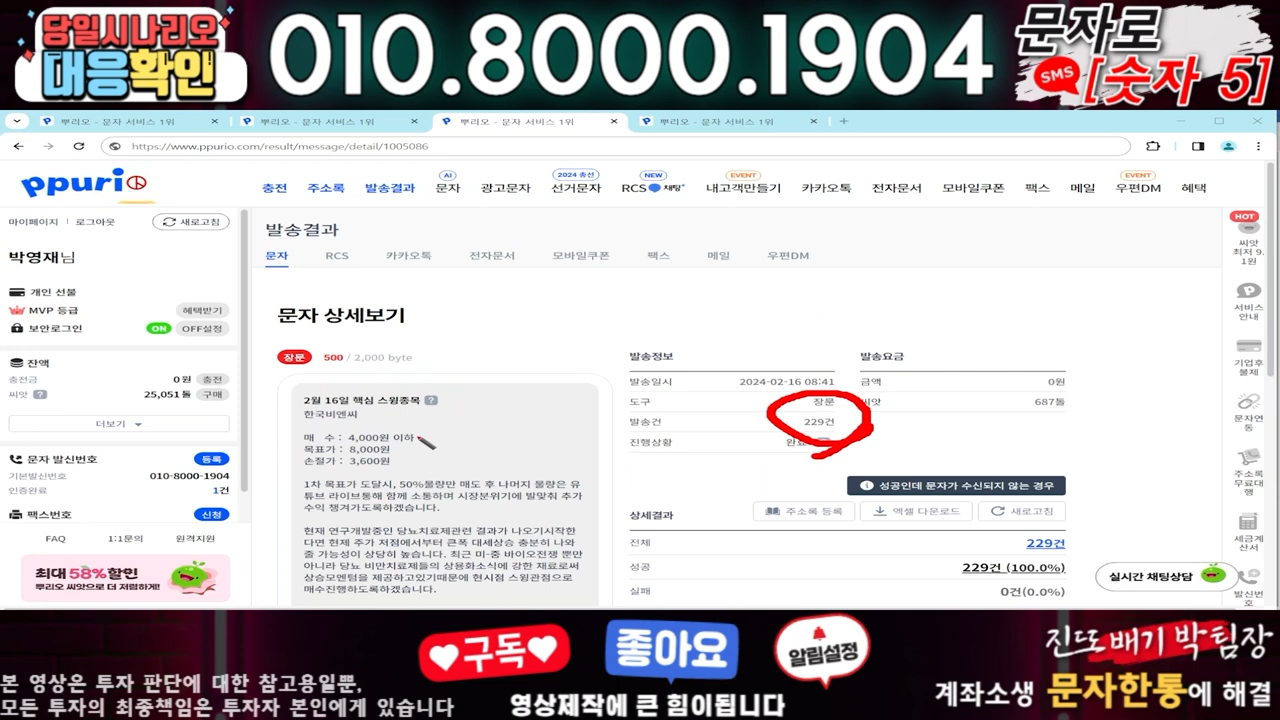 당일시나리오
대응확인
010.8000.1904
문자로
SMS [숫자 5]
뿌리오 - 문자 서비스 1위
뿌리오 - 문자 서비스 1위
뿌리오 - 문자 서비스 1위
뿌리오 - 문자 서비스 1위
https://www.ppurio.com/result/message/detail/1005086
ppurio
AI
2024 총선
NEW
EVENT
EVENT
충전 주소록 발송결과 문자 광고문자 선거문자 RCS 채팅+ 내고객만들기 카카오톡 전자문서 모바일쿠폰 팩스 메일 우편DM 혜택
마이페이지 | 로그아웃 새로고침
박영재님
개인 선불
MVP 등급 혜택받기
보안로그인 ON OFF설정
잔액
충전금 0원 충전
씨앗 ? 25,051톨 구매
더보기
문자 발신번호 등록
기본발신번호 010-8000-1904
인증완료 1건
팩스번호 신청
FAQ 1:1문의 원격지원
최대 58%할인
뿌리오 씨앗으로 더 저렴하게!
발송결과
문자 RCS 카카오톡 전자문서 모바일쿠폰 팩스 메일 우편DM
문자 상세보기
장문 500 / 2,000 byte
2월 16일 핵심 스윙종목 ?
한국비엔씨
매 수 : 4,000원 이하
목표가 : 8,000원
손절가 : 3,600원
1차 목표가 도달시, 50%물량만 매도 후 나머지 물량은 유
튜브 라이브통해 함께 소통하며 시장분위기에 발맞춰 추가
수익 챙겨가도록하겠습니다.
현재 연구개발중인 당뇨치료제관련 결과가 나오기시작한
다면 현제 주가 저점에서부터 큰폭 대세상승 충분히 나와
줄 가능성이 상당히 높습니다. 최근 미-중 바이오전쟁 뿐만
아니라 당뇨 비만치료제들의 상용화소식에 강한 재료로써
상승모멘텀을 제공하고있기때문에 현시점 스윙관점으로
매수진행하도록하겠습니다.
발송정보
발송일시 2024-02-16 08:41
도구 장문
발송건 229건
진행상황 완료
발송요금
금액 0원
씨앗 687톨
성공인데 문자가 수신되지 않는 경우
상세결과 주소록 등록 엑셀 다운로드 새로고침
전체 229건
성공 229건 (100.0%)
실패 0건(0.0%)
HOT
씨앗
최저 9.
1원
서비스
안내
기업후
불제
문자연
동
주소록
무료대
행
세금계
산서
발신번
호
실시간 채팅상담
구독
좋아요
알림설정
영상제작에 큰 힘이됩니다
본 영상은 투자 판단에 대한 참고용일뿐,
모든 투자의 최종책임은 투자자 본인에게 있습니다
진또배기 박팀장
계좌소생 문자한통에 해결